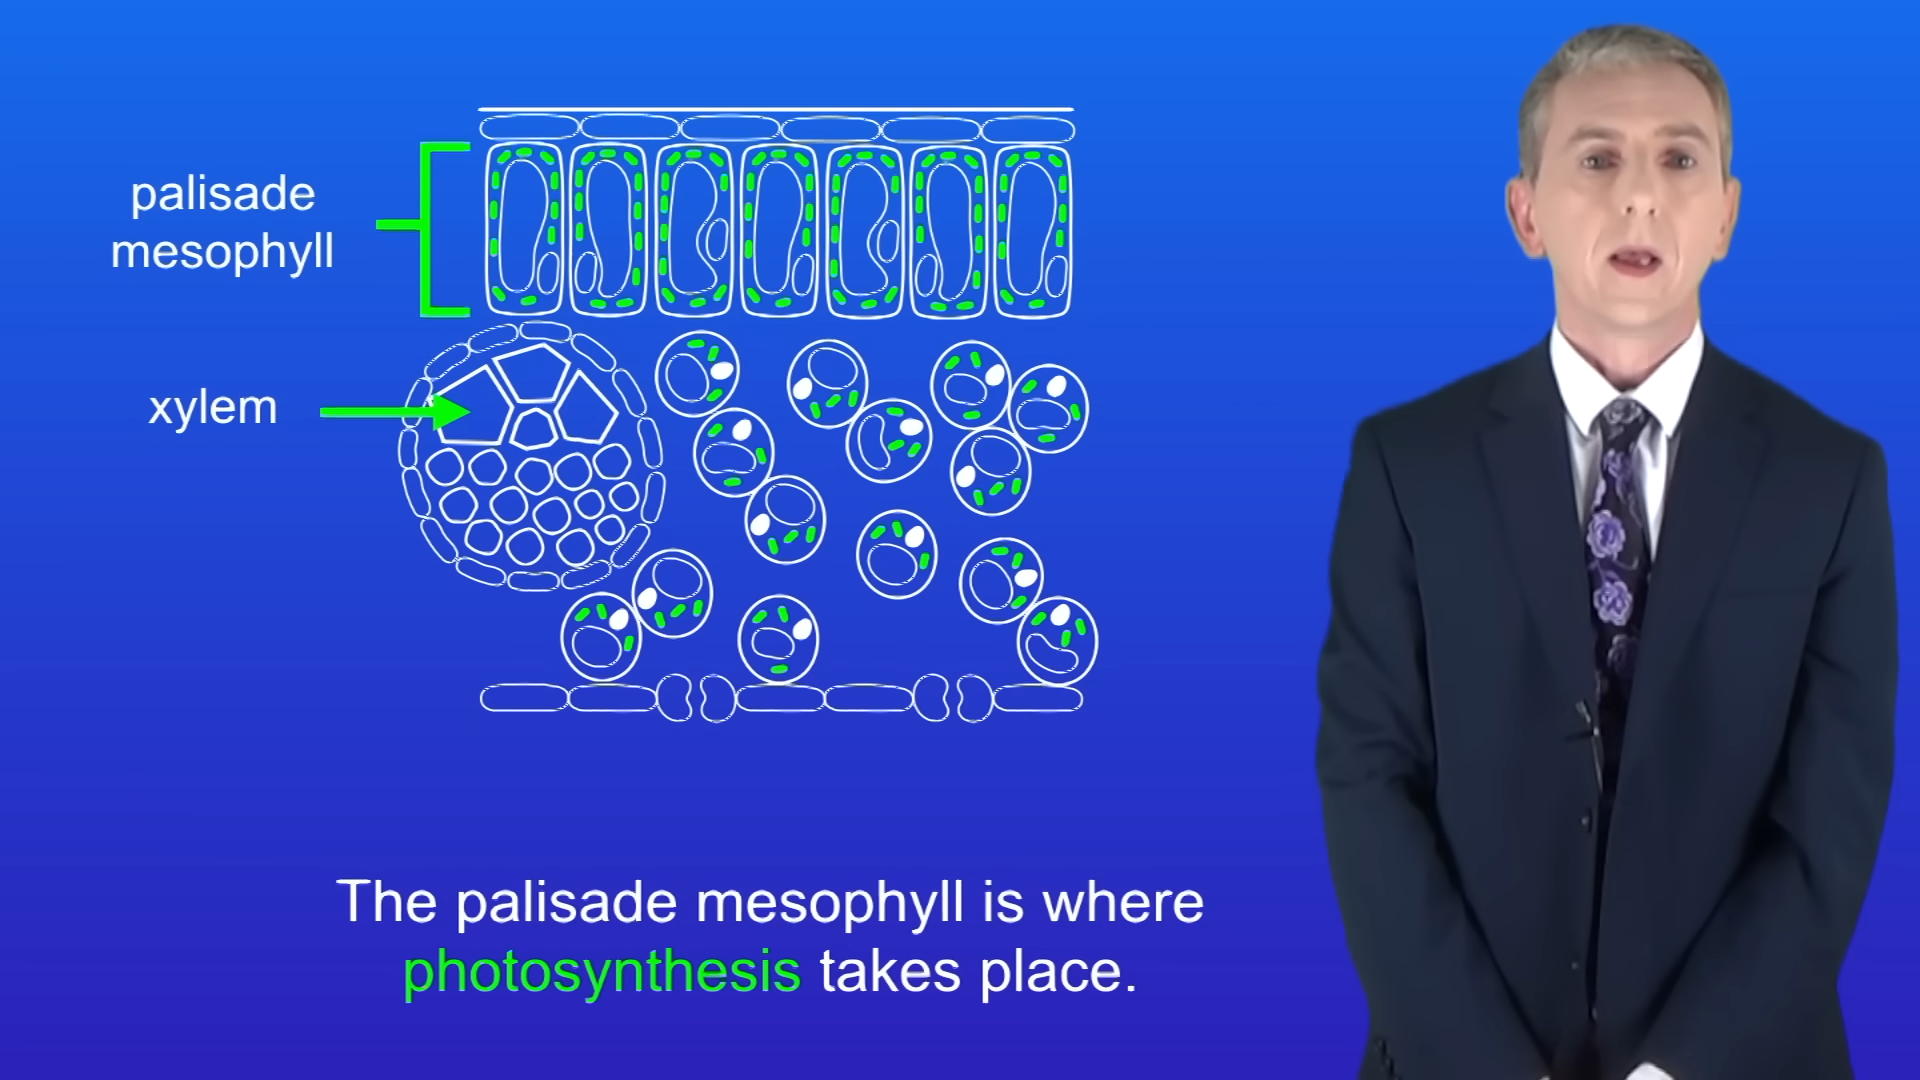 palisade
mesophyll
xylem
The palisade mesophyll is where
photosynthesis takes place.